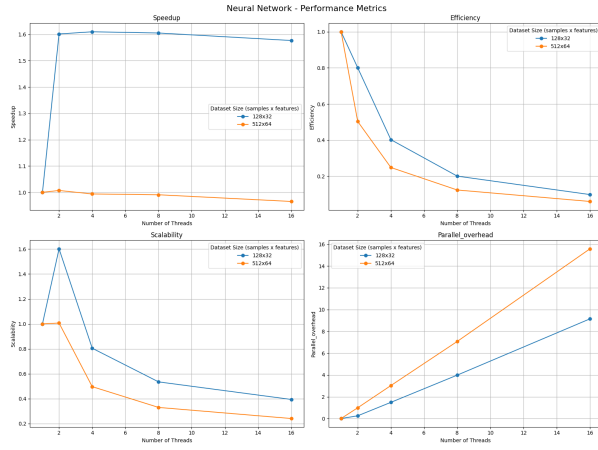 Neural Network - Performance Metrics
Speedup
Speedup
1.6
1.5
1.4
1.3
1.2
1.1
1.0
2 4 6 8 10 12 14 16
Number of Threads
Dataset Size (samples x features)
128x32
512x64
Efficiency
Efficiency
1.0
0.8
0.6
0.4
0.2
2 4 6 8 10 12 14 16
Number of Threads
Dataset Size (samples x features)
128x32
512x64
Scalability
Scalability
1.6
1.4
1.2
1.0
0.8
0.6
0.4
0.2
2 4 6 8 10 12 14 16
Number of Threads
Dataset Size (samples x features)
128x32
512x64
Parallel_overhead
Parallel_overhead
16
14
12
10
8
6
4
2
0
2 4 6 8 10 12 14 16
Number of Threads
Dataset Size (samples x features)
128x32
512x64